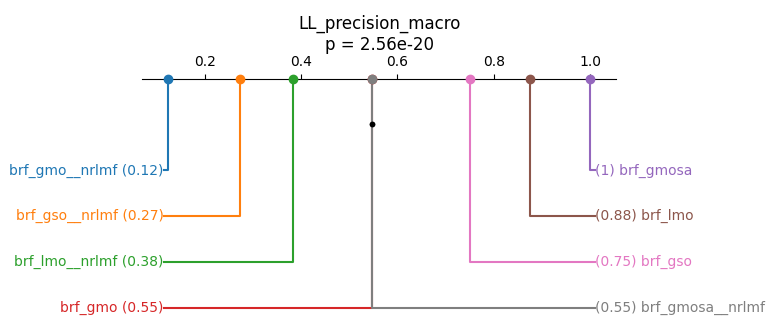 LL_precision_macro
p = 2.56e-20
0.2 0.4 0.6 0.8 1.0
brf_gmo__nrlmf (0.12) (1) brf_gmosa
brf_gso__nrlmf (0.27) (0.88) brf_lmo
brf_lmo__nrlmf (0.38) (0.75) brf_gso
brf_gmo (0.55) (0.55) brf_gmosa__nrlmf